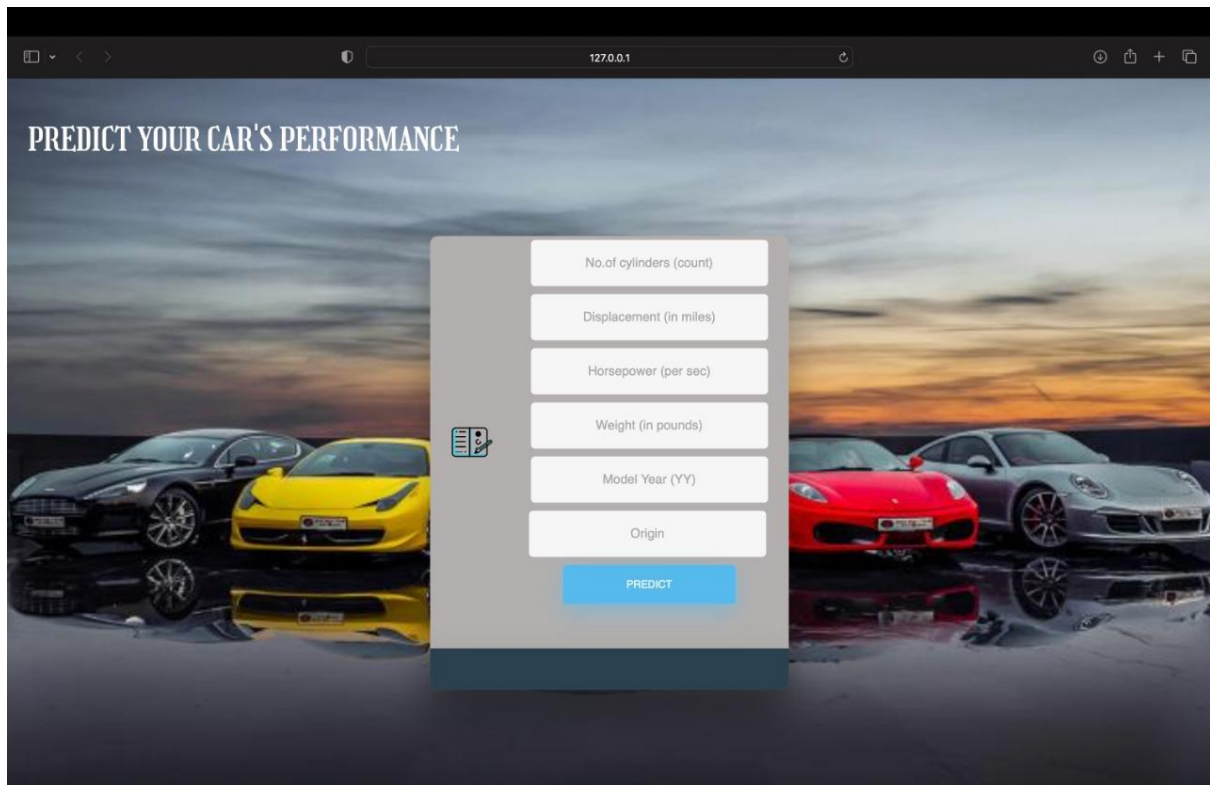 127.0.0.1
PREDICT YOUR CAR'S PERFORMANCE
No.of cylinders (count)
Displacement (in miles)
Horsepower (per sec)
Weight (in pounds)
Model Year (YY)
Origin
PREDICT